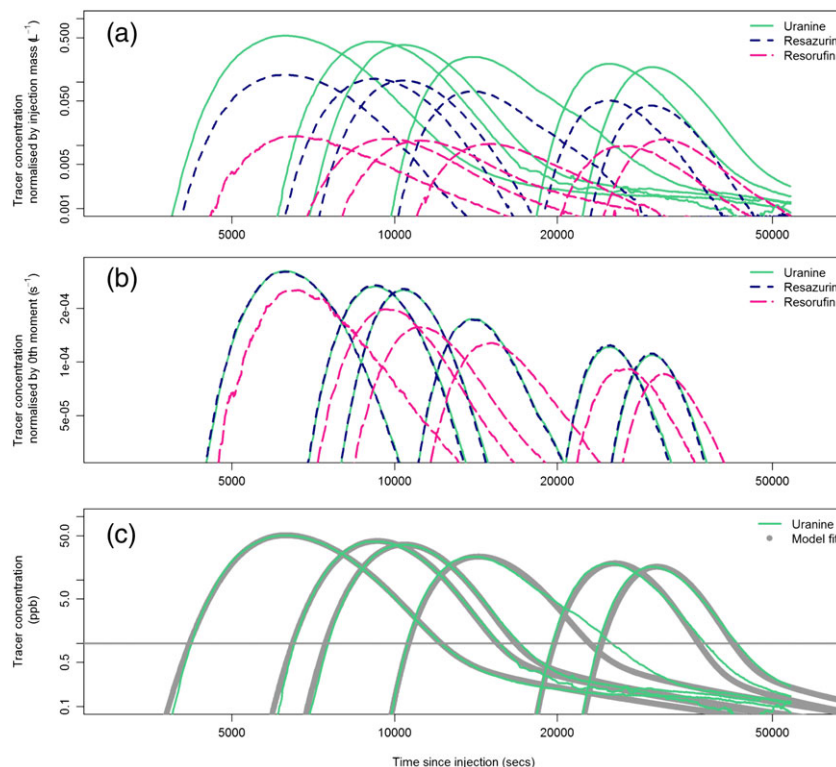 (a)
Uranine
Resazurin
Resorufin
Tracer concentration
normalised by injection mass (L⁻¹)
0.500
0.050
0.005
0.001
5000 10000 20000 50000
(b)
Uranine
Resazurin
Resorufin
Tracer concentration
normalised by 0th moment (s⁻¹)
2e-04
1e-04
5e-05
5000 10000 20000 50000
(c)
Uranine
Model fit
Tracer concentration
(ppb)
50.0
5.0
0.5
0.1
5000 10000 20000 50000
Time since injection (secs)